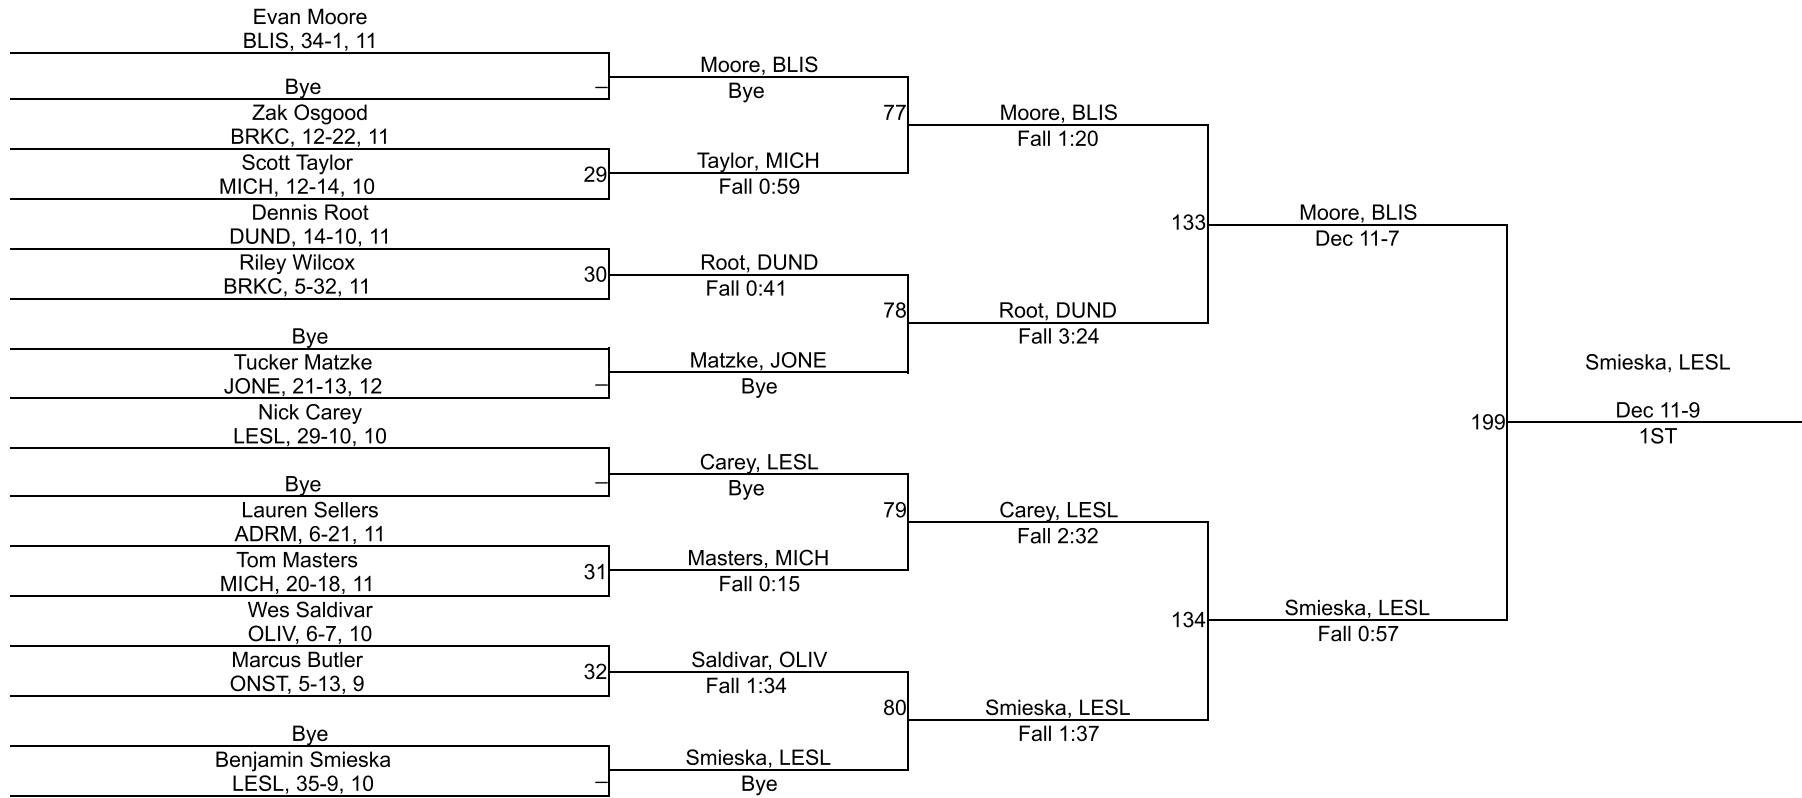 Evan Moore
BLIS, 34-1, 11
Bye
Zak Osgood
BRKC, 12-22, 11
Scott Taylor
MICH, 12-14, 10
Dennis Root
DUND, 14-10, 11
Riley Wilcox
BRKC, 5-32, 11
Bye
Tucker Matzke
JONE, 21-13, 12
Nick Carey
LESL, 29-10, 10
Bye
Lauren Sellers
ADRM, 6-21, 11
Tom Masters
MICH, 20-18, 11
Wes Saldivar
OLIV, 6-7, 10
Marcus Butler
ONST, 5-13, 9
Bye
Benjamin Smieska
LESL, 35-9, 10
–
29
30
–
–
31
32
–
Moore, BLIS
Bye
Taylor, MICH
Fall 0:59
Root, DUND
Fall 0:41
Matzke, JONE
Bye
Carey, LESL
Bye
Masters, MICH
Fall 0:15
Saldivar, OLIV
Fall 1:34
Smieska, LESL
Bye
77
78
79
80
Moore, BLIS
Fall 1:20
Root, DUND
Fall 3:24
Carey, LESL
Fall 2:32
Smieska, LESL
Fall 1:37
133
134
Moore, BLIS
Dec 11-7
Smieska, LESL
Fall 0:57
199
Smieska, LESL
Dec 11-9
1ST